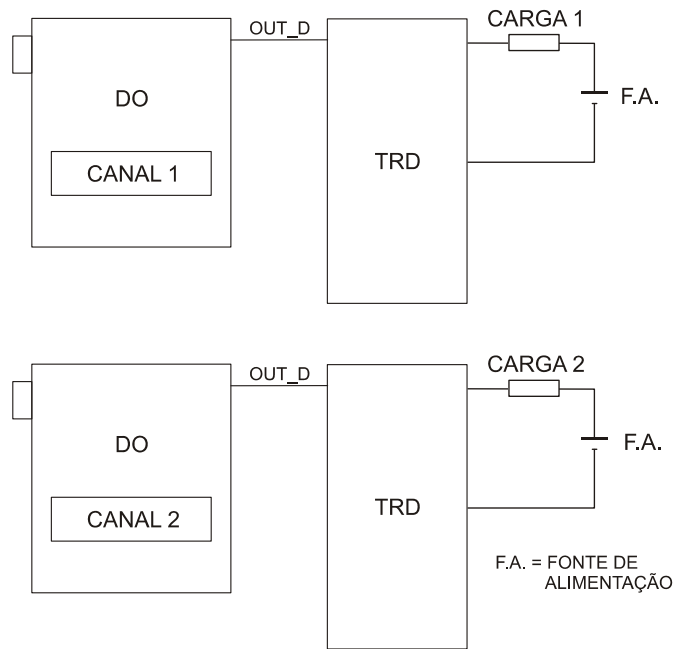 OUT_D
CARGA 1
DO
CANAL 1
TRD
F.A.
OUT_D
CARGA 2
DO
CANAL 2
TRD
F.A.
F.A. = FONTE DE
ALIMENTAÇÃO